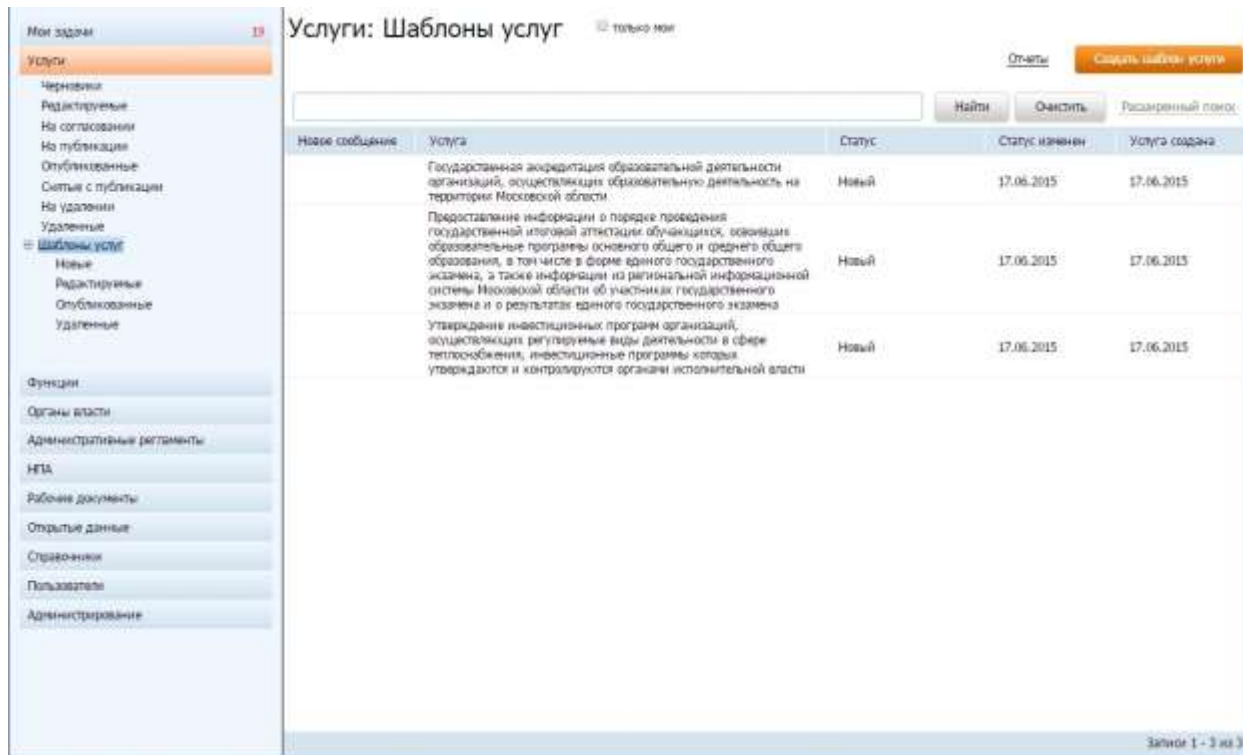 Мои задачи 19
Услуги
Черновики
Редактируемые
На согласовании
На публикации
Опубликованные
Снятые с публикации
На удалении
Удаленные
Шаблоны услуг
Новые
Редактируемые
Опубликованные
Удаленные
Функции
Органы власти
Административные регламенты
НПА
Рабочие документы
Открытые данные
Справочники
Пользователи
Администрирование
Услуги: Шаблоны услуг только мои
Отчеты Создать шаблон услуги
Найти Очистить Расширенный поиск
Новое сообщение Услуга Статус Статус изменен Услуга создана
Государственная аккредитация образовательной деятельности
организаций, осуществляющих образовательную деятельность на
территории Московской области
Новый 17.06.2015 17.06.2015
Предоставление информации о порядке проведения
государственной итоговой аттестации обучающихся, освоивших
образовательные программы основного общего и среднего общего
образования, в том числе в форме единого государственного
экзамена, а также информации из региональной информационной
системы Московской области об участниках государственного
экзамена и о результатах единого государственного экзамена
Новый 17.06.2015 17.06.2015
Утверждение инвестиционных программ организаций,
осуществляющих регулируемые виды деятельности в сфере
теплоснабжения, инвестиционные программы которых
утверждаются и контролируются органами исполнительной власти
Новый 17.06.2015 17.06.2015
Записи 1 - 3 из 3